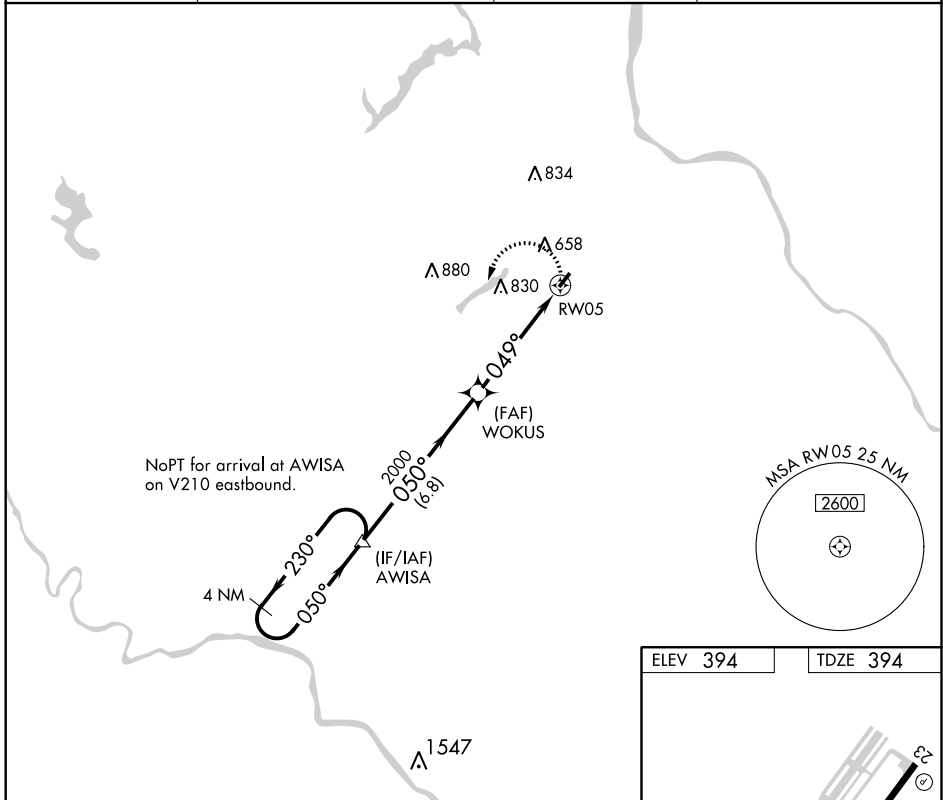 834
658
880
830
RW05
049°
(FAF)
WOKUS
NoPT for arrival at AWISA
on V210 eastbound.
2000
050°
(6.8)
MSA RW05 25 NM
2600
230°
(IF/IAF)
AWISA
4 NM
050°
ELEV 394
TDZE 394
1547
23
P